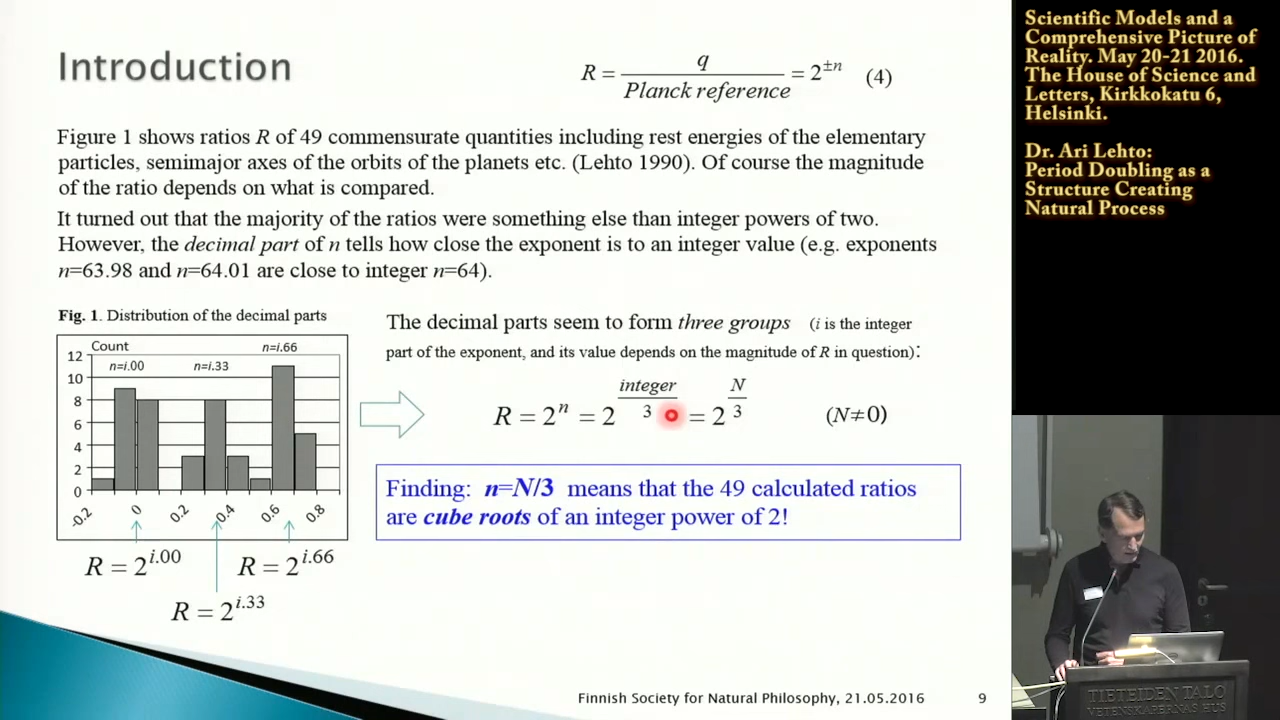 Introduction
R = q / Planck reference = 2^{±n} (4)
Figure 1 shows ratios R of 49 commensurate quantities including rest energies of the elementary
particles, semimajor axes of the orbits of the planets etc. (Lehto 1990). Of course the magnitude
of the ratio depends on what is compared.
It turned out that the majority of the ratios were something else than integer powers of two.
However, the decimal part of n tells how close the exponent is to an integer value (e.g. exponents
n=63.98 and n=64.01 are close to integer n=64).
Fig. 1. Distribution of the decimal parts
Count
n=i.00 n=i.33 n=i.66
12
10
8
6
4
2
0
-0.2 0 0.2 0.4 0.6 0.8
R = 2^{i.00} R = 2^{i.66}
R = 2^{i.33}
The decimal parts seem to form three groups (i is the integer
part of the exponent, and its value depends on the magnitude of R in question):
R = 2^n = 2^{integer/3} = 2^{N/3} (N≠0)
Finding: n=N/3 means that the 49 calculated ratios
are cube roots of an integer power of 2!
Finnish Society for Natural Philosophy, 21.05.2016 9
Scientific Models and a
Comprehensive Picture of
Reality. May 20-21 2016.
The House of Science and
Letters, Kirkkokatu 6,
Helsinki.
Dr. Ari Lehto:
Period Doubling as a
Structure Creating
Natural Process
TIETEIDEN TALO
VETENSKAPERNAS HUS